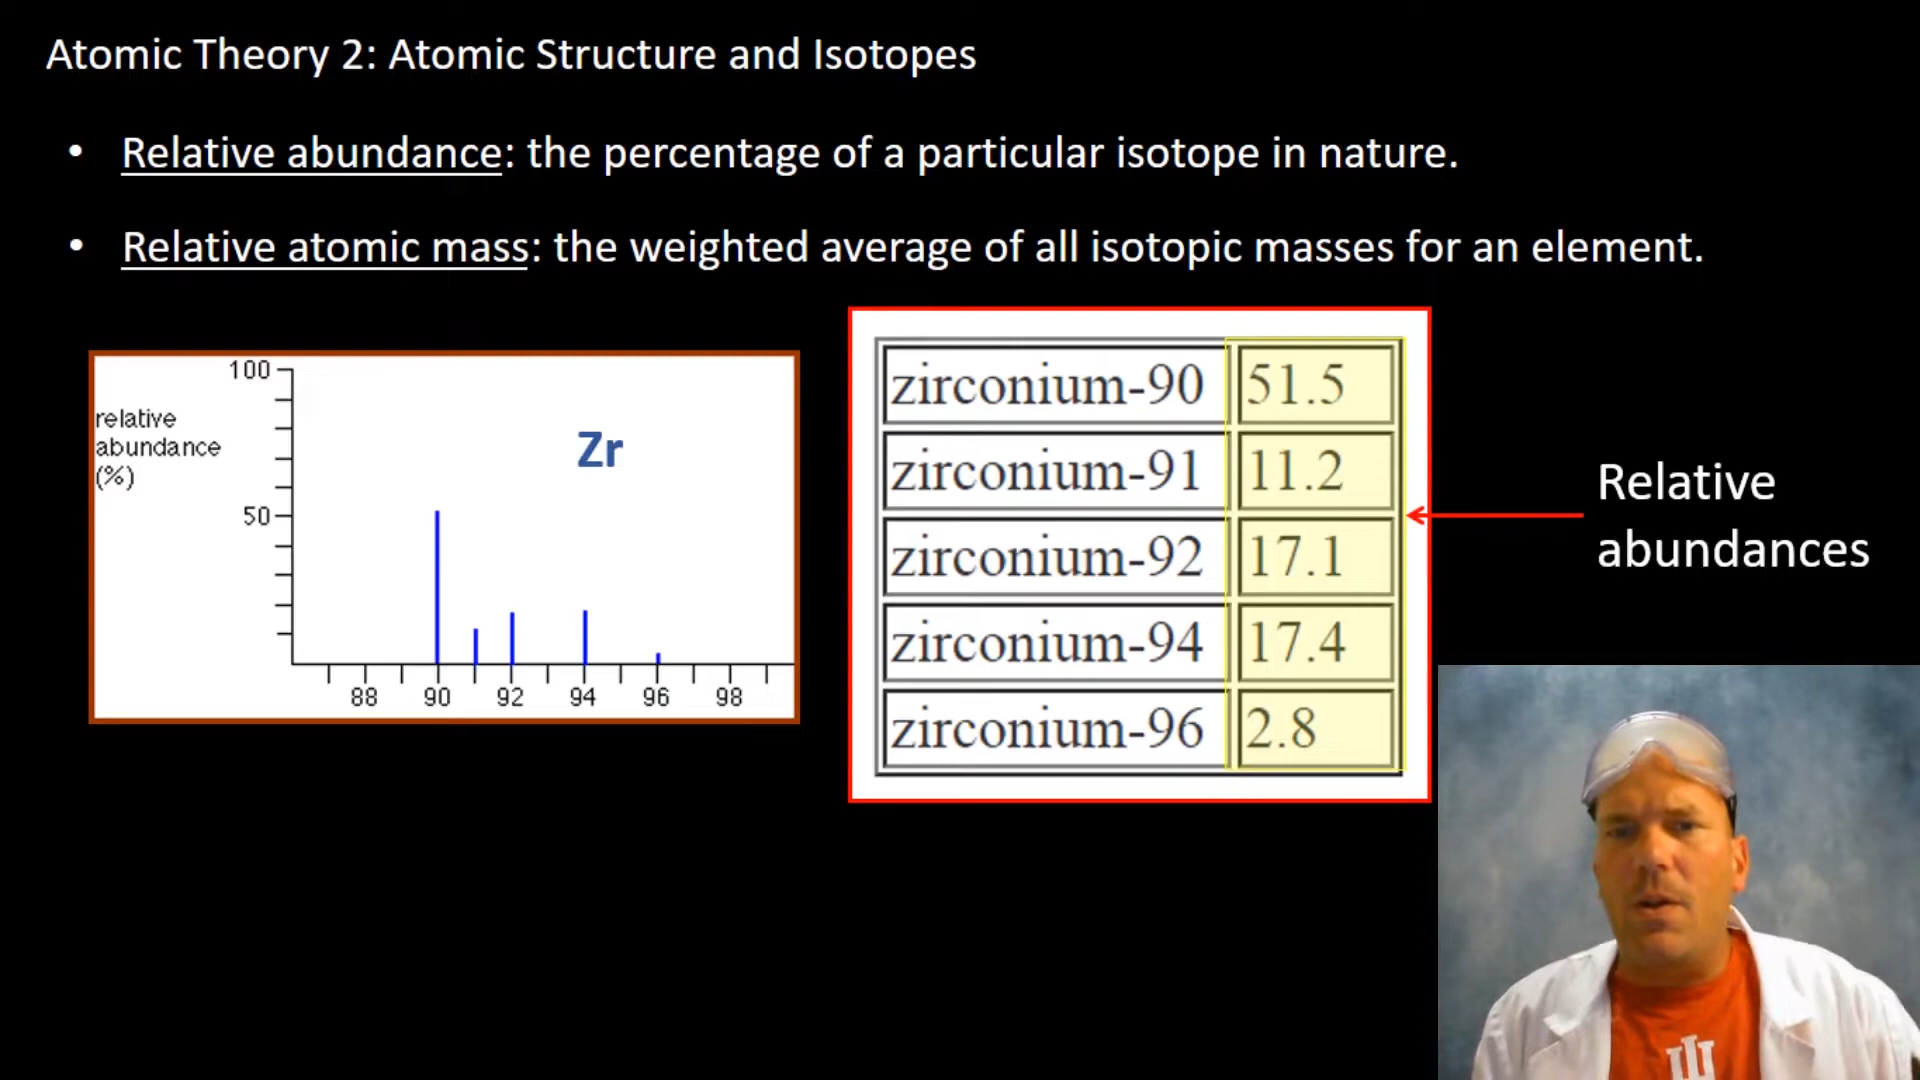 Atomic Theory 2: Atomic Structure and Isotopes
• Relative abundance: the percentage of a particular isotope in nature.
• Relative atomic mass: the weighted average of all isotopic masses for an element.
100
relative
abundance
(%)
50
Zr
88 90 92 94 96 98
zirconium-90 51.5
zirconium-91 11.2
zirconium-92 17.1
zirconium-94 17.4
zirconium-96 2.8
Relative
abundances